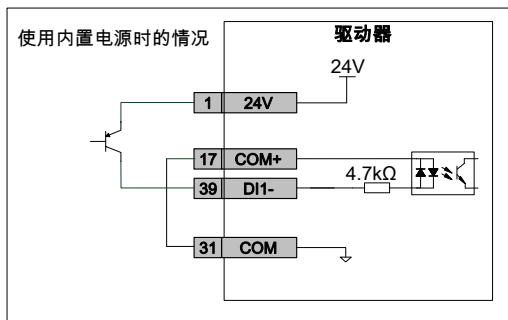 使用内置电源时的情况
驱动器
24V
1 24V
17 COM+
4.7kΩ
39 DI1-
31 COM